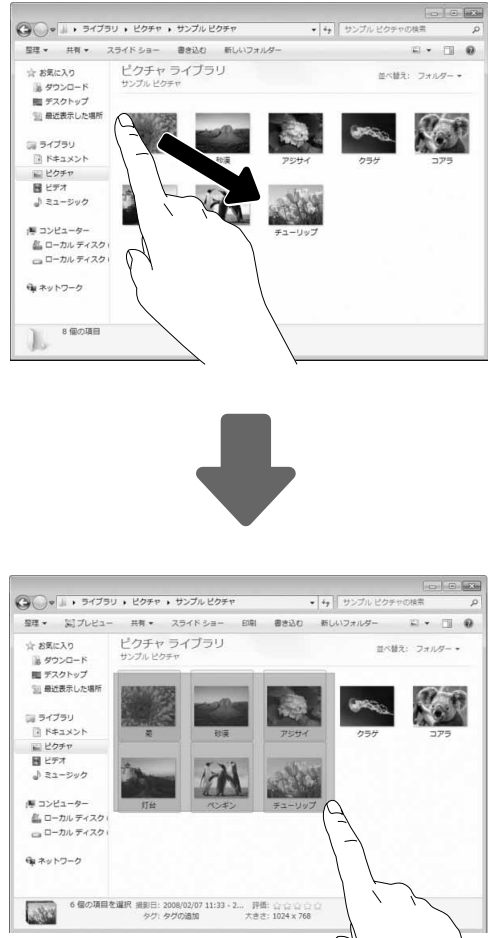 ライブラリ ピクチャ サンプル ピクチャ サンプル ピクチャの検索
整理 共有 スライド ショー 書き込む 新しいフォルダー
お気に入り
ダウンロード
デスクトップ
最近表示した場所
ライブラリ
ドキュメント
ピクチャ
ビデオ
ミュージック
コンピューター
ローカル ディスク
ローカル ディスク
ネットワーク
ピクチャ ライブラリ
サンプル ピクチャ
並べ替え: フォルダー
砂漠 アジサイ クラゲ コアラ
チューリップ
8 個の項目
ライブラリ ピクチャ サンプル ピクチャ サンプル ピクチャの検索
整理 プレビュー 共有 スライド ショー 印刷 書き込む 新しいフォルダー
お気に入り
ダウンロード
デスクトップ
最近表示した場所
ライブラリ
ドキュメント
ピクチャ
ビデオ
ミュージック
コンピューター
ローカル ディスク
ローカル ディスク
ネットワーク
ピクチャ ライブラリ
サンプル ピクチャ
並べ替え: フォルダー
菊 砂漠 アジサイ クラゲ コアラ
灯台 ペンギン チューリップ
6 個の項目を選択 撮影日: 2008/02/07 11:33 - 2... 評価: ☆☆☆☆☆
タグ: タグの追加 大きさ: 1024 x 768